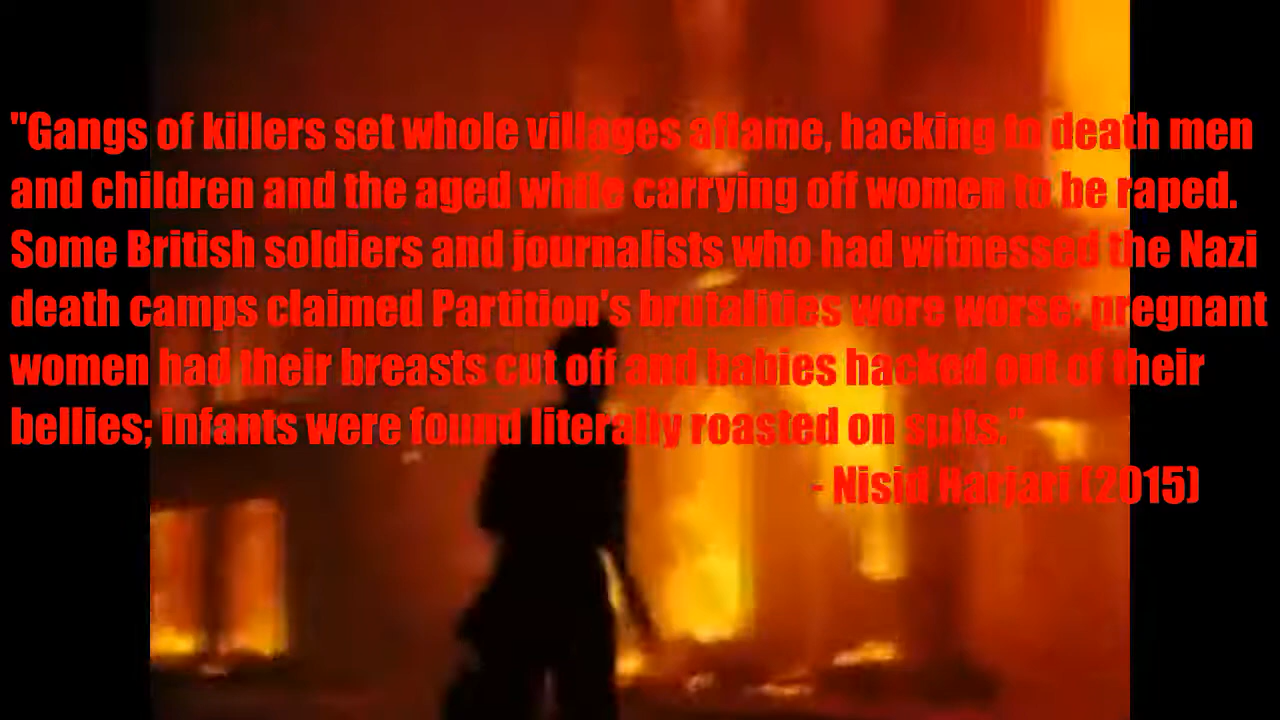 "Gangs of killers set whole villages aflame, hacking to death men
and children and the aged while carrying off women to be raped.
Some British soldiers and journalists who had witnessed the Nazi
death camps claimed Partition's brutalities were worse: pregnant
women had their breasts cut off and babies hacked out of their
bellies; infants were found literally roasted on spits."
- Nisid Harjari (2015)